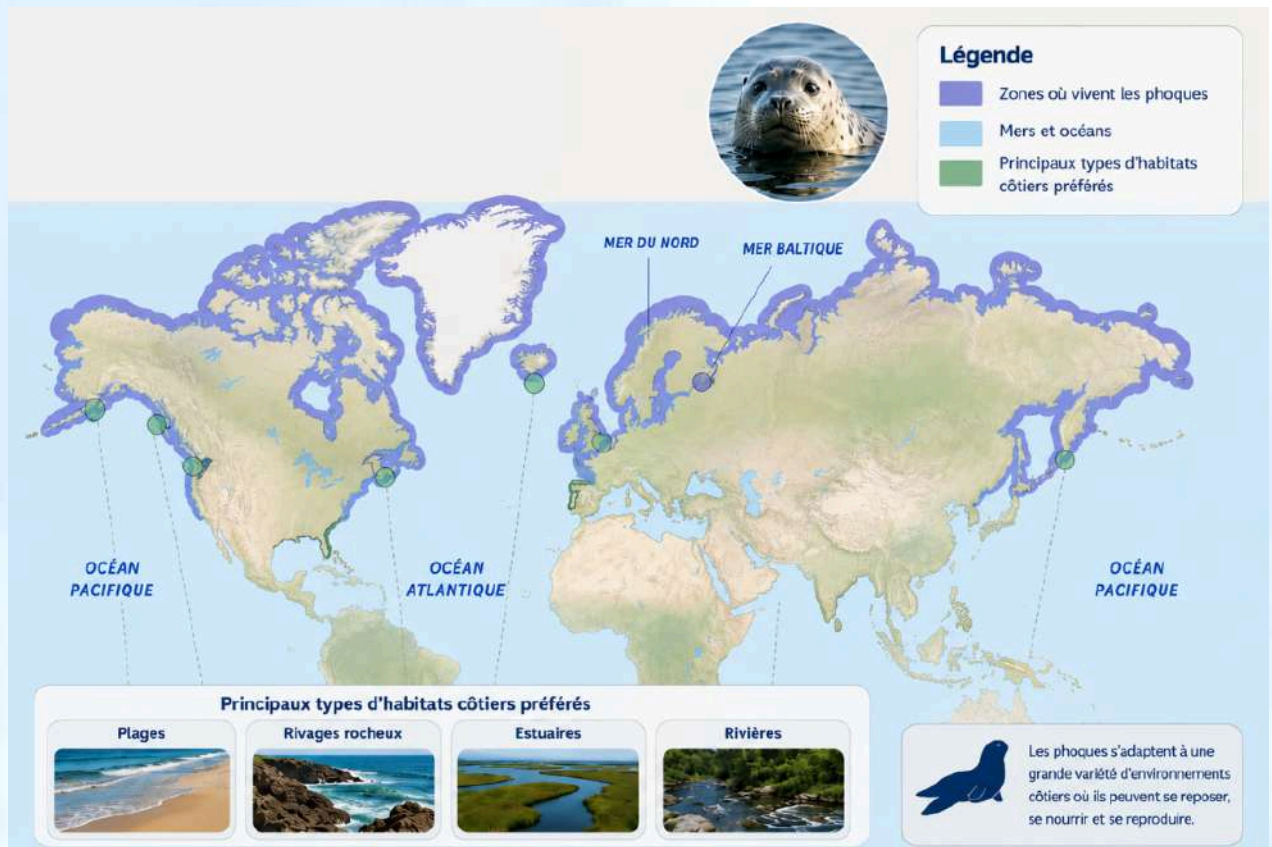 Légende
Zones où vivent les phoques
Mers et océans
Principaux types d'habitats
côtiers préférés
MER DU NORD
MER BALTIQUE
OCÉAN
PACIFIQUE
OCÉAN
ATLANTIQUE
OCÉAN
PACIFIQUE
Principaux types d'habitats côtiers préférés
Plages
Rivages rocheux
Estuaires
Rivières
Les phoques s'adaptent à une
grande variété d'environnements
côtiers où ils peuvent se reposer,
se nourrir et se reproduire.